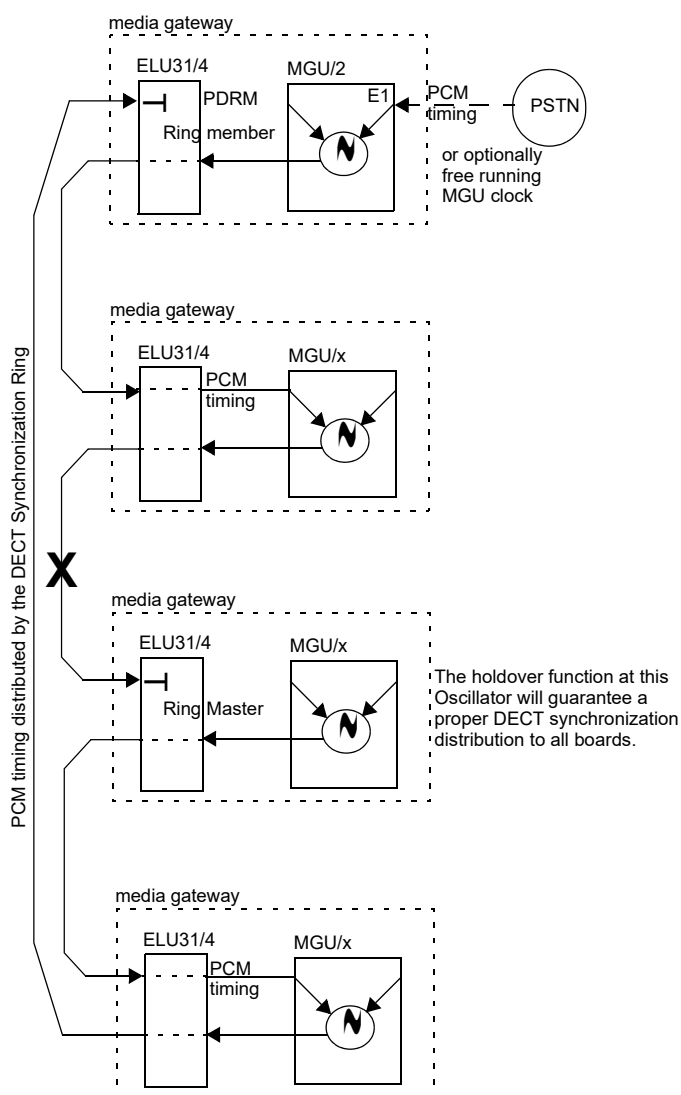 media gateway
ELU31/4
MGU/2
PDRM
E1
PCM
timing
PSTN
Ring member
or optionally
free running
MGU clock
media gateway
ELU31/4
MGU/x
PCM
timing
PCM timing distributed by the DECT Synchronization Ring
X
media gateway
ELU31/4
MGU/x
Ring Master
The holdover function at this
Oscillator will guarantee a
proper DECT synchronization
distribution to all boards.
media gateway
ELU31/4
MGU/x
PCM
timing